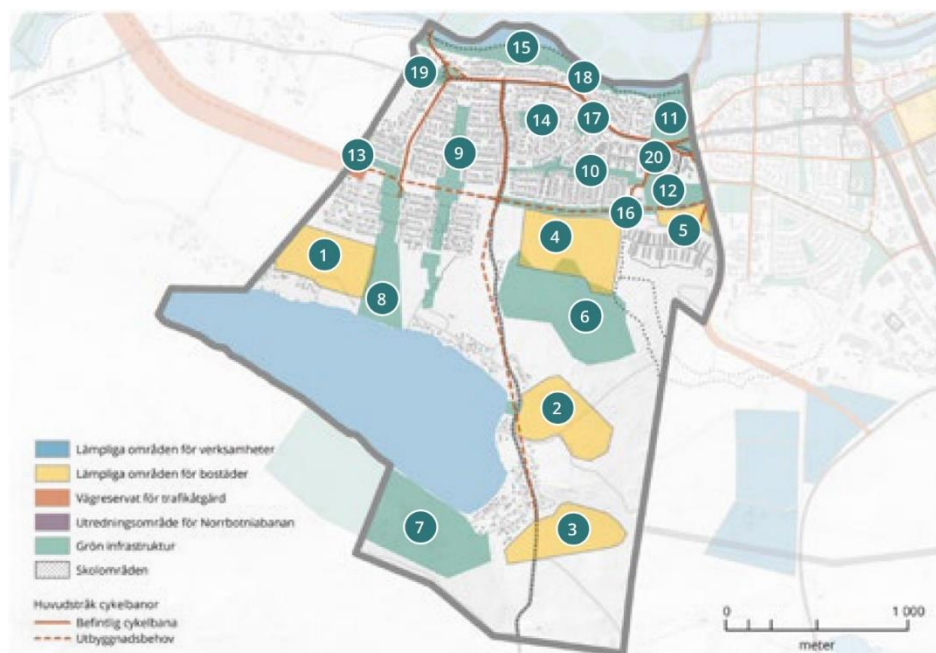 15
19
18
11
14
17
13
9
20
10
12
16
4
5
1
8
6
2
7
3
Lämpliga områden för verksamheter
Lämpliga områden för bostäder
Vägreservat för trafikåtgärd
Utredningsområde för Norrbotniabanan
Grön infrastruktur
Skolområden
Huvudstråk cykelbanor
Befintlig cykelbana
Utbyggnadsbehov
0 1 000
meter